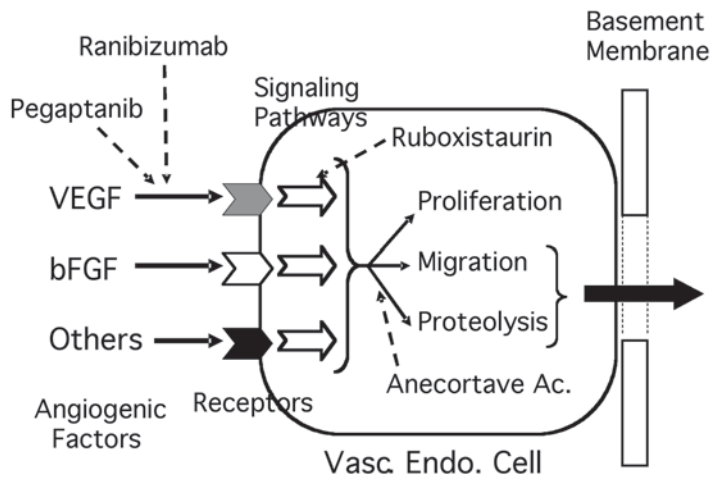 Basement
Membrane
Ranibizumab
Pegaptanib
Signaling
Pathways
Ruboxistaurin
VEGF
Proliferation
bFGF
Migration
Others
Proteolysis
Anecortave Ac.
Angiogenic
Factors
Receptors
Vasc. Endo. Cell